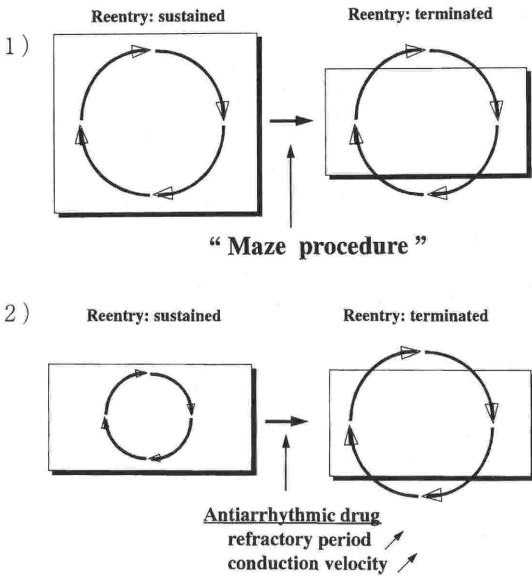 1)
Reentry: sustained Reentry: terminated
“ Maze procedure ”
2)
Reentry: sustained Reentry: terminated
Antiarrhythmic drug
refractory period ↗
conduction velocity ↗